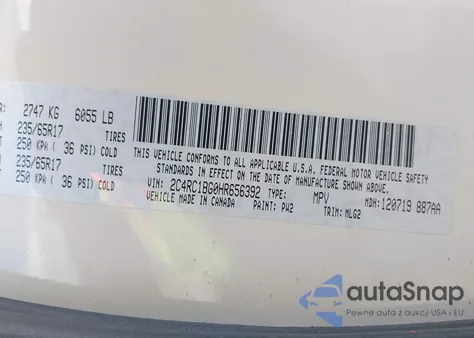 R: 2747 KG 6055 LB
235/65R17 TIRES
250 KPA ( 36 PSI) COLD
235/65R17 TIRES
250 KPA ( 36 PSI) COLD
THIS VEHICLE CONFORMS TO ALL APPLICABLE U.S.A. FEDERAL MOTOR VEHICLE SAFETY
STANDARDS IN EFFECT ON THE DATE OF MANUFACTURE SHOWN ABOVE.
VIN: 2C4RC1BG0HR656392 TYPE: MPV MDH:120719 887AA
VEHICLE MADE IN CANADA PAINT: PW2 TRIM: MLG2
autoSnap
Pewne auta z aukcji USA i EU